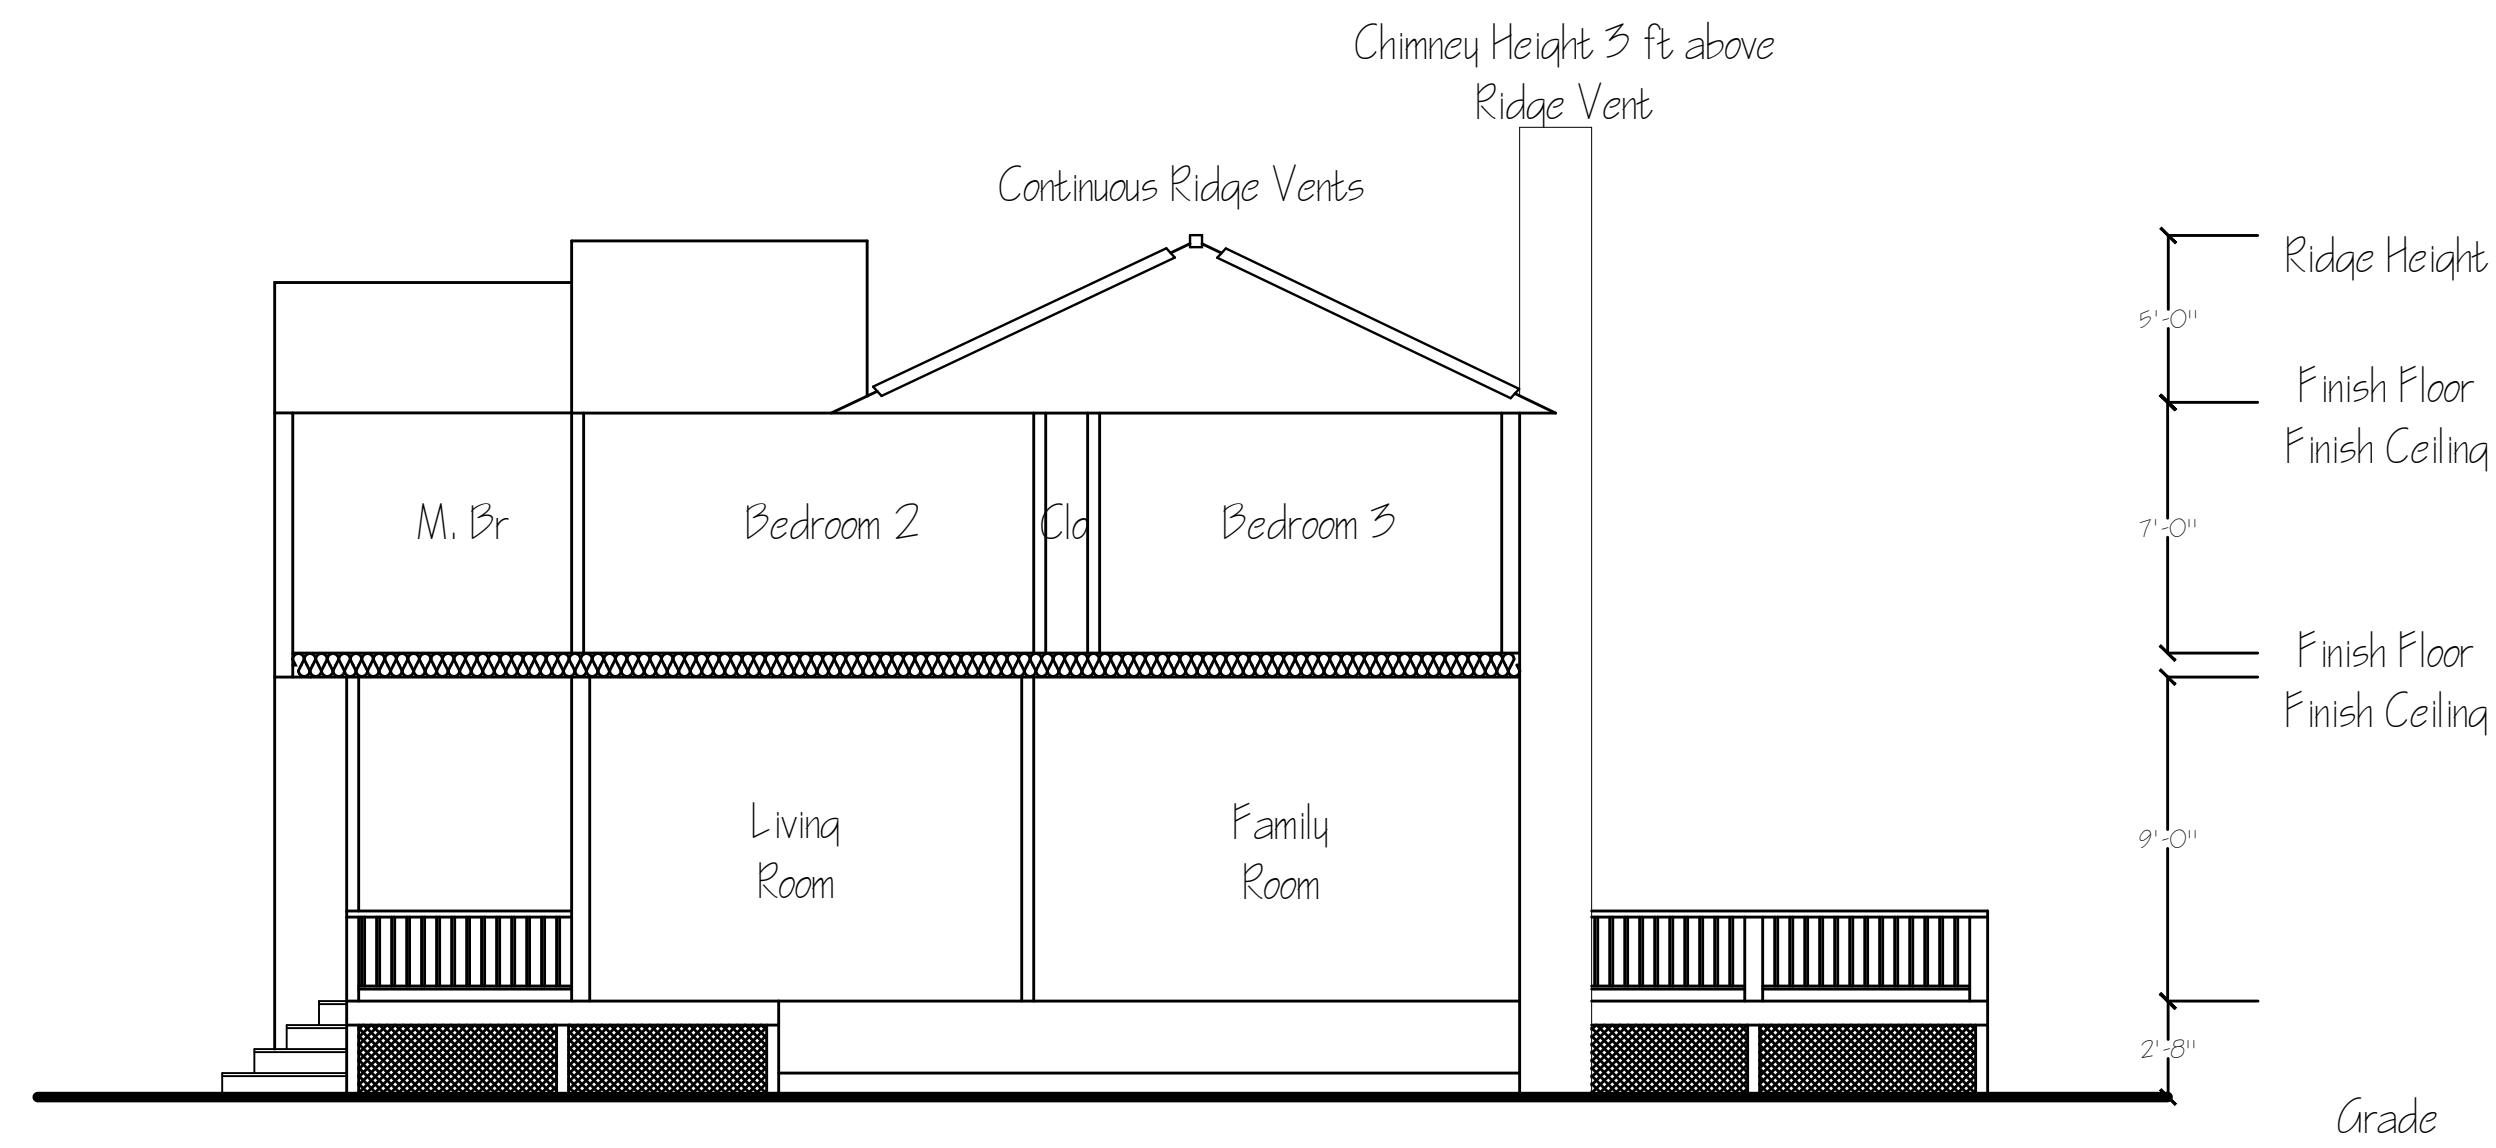 Chimney Height 3 ft above
Ridge Vent
Continuous Ridge Vents
Ridge Height
5'-0"
Finish Floor
Finish Ceiling
M. Br
Bedroom 2
Clo
Bedroom 3
7'-0"
Finish Floor
Finish Ceiling
Living
Room
Family
Room
9'-0"
2'-8"
Grade